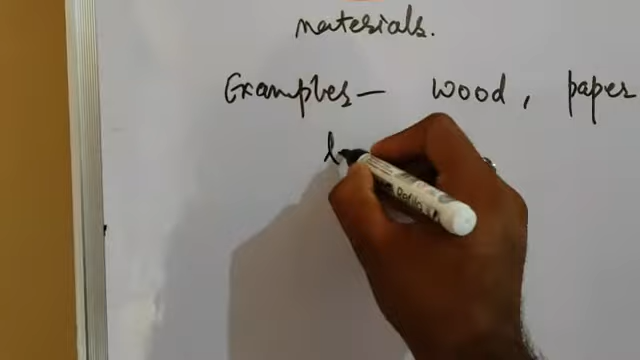 materials.
Examples — wood, paper
l